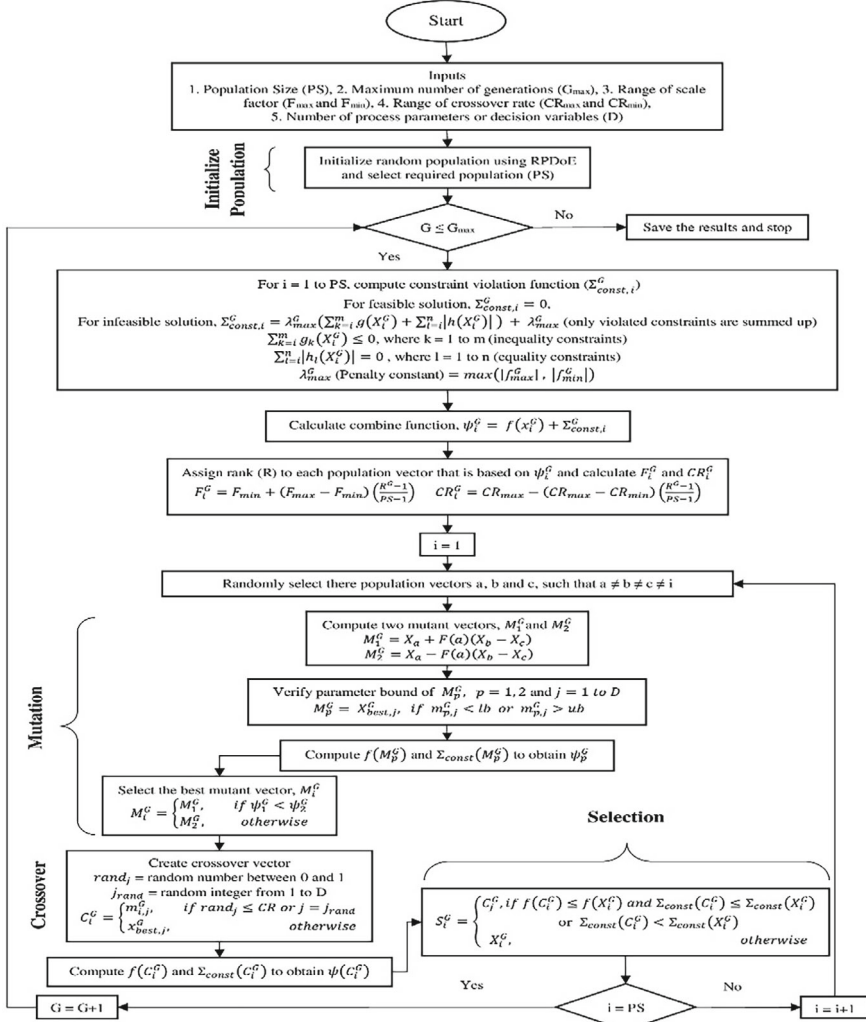 Start
Inputs
1. Population Size (PS), 2. Maximum number of generations (Gmax), 3. Range of scale
factor (Fmax and Fmin), 4. Range of crossover rate (CRmax and CRmin),
5. Number of process parameters or decision variables (D)
Initialize
Population
Initialize random population using RPDoE
and select required population (PS)
G ≤ Gmax
No
Save the results and stop
Yes
For i = 1 to PS, compute constraint violation function (Σ^G_const,i)
For feasible solution, Σ^G_const,i = 0,
For infeasible solution, Σ^G_const,i = λ^G_max(∑^m_k=i g(X^G_i) + ∑^n_l=i |h(X^G_i)|) + λ^G_max (only violated constraints are summed up)
∑^m_k=i g_k(X^G_i) ≤ 0, where k = 1 to m (inequality constraints)
∑^n_l=i |h_l(X^G_i)| = 0 , where l = 1 to n (equality constraints)
λ^G_max (Penalty constant) = max(|f^G_max| , |f^G_min|)
Calculate combine function, ψ^G_i = f(x^G_i) + Σ^G_const,i
Assign rank (R) to each population vector that is based on ψ^G_i and calculate F^G_i and CR^G_i
F^G_i = F_min + (F_max − F_min) ((R^G−1)/(PS−1)) CR^G_i = CR_max − (CR_max − CR_min) ((R^G−1)/(PS−1))
i = 1
Randomly select there population vectors a, b and c, such that a ≠ b ≠ c ≠ i
Mutation
Compute two mutant vectors, M^G_1 and M^G_2
M^G_1 = X_a + F(a)(X_b − X_c)
M^G_2 = X_a − F(a)(X_b − X_c)
Verify parameter bound of M^G_p, p = 1, 2 and j = 1 to D
M^G_p = X^G_best,j, if m^G_p,j < lb or m^G_p,j > ub
Compute f(M^G_p) and Σ_const(M^G_p) to obtain ψ^G_p
Select the best mutant vector, M^G_i
M^G_i = {M^G_1, if ψ^G_1 < ψ^G_2
M^G_2, otherwise
Crossover
Create crossover vector
rand_j = random number between 0 and 1
j_rand = random integer from 1 to D
C^G_i = {m^G_i,j, if rand_j ≤ CR or j = j_rand
x^G_best,j, otherwise
Compute f(C^G_i) and Σ_const(C^G_i) to obtain ψ(C^G_i)
Selection
S^G_i = {C^G_i, if f(C^G_i) ≤ f(X^G_i) and Σ_const(C^G_i) ≤ Σ_const(X^G_i)
or Σ_const(C^G_i) < Σ_const(X^G_i)
X^G_i, otherwise
i = PS
Yes
No
G = G+1
i = i+1